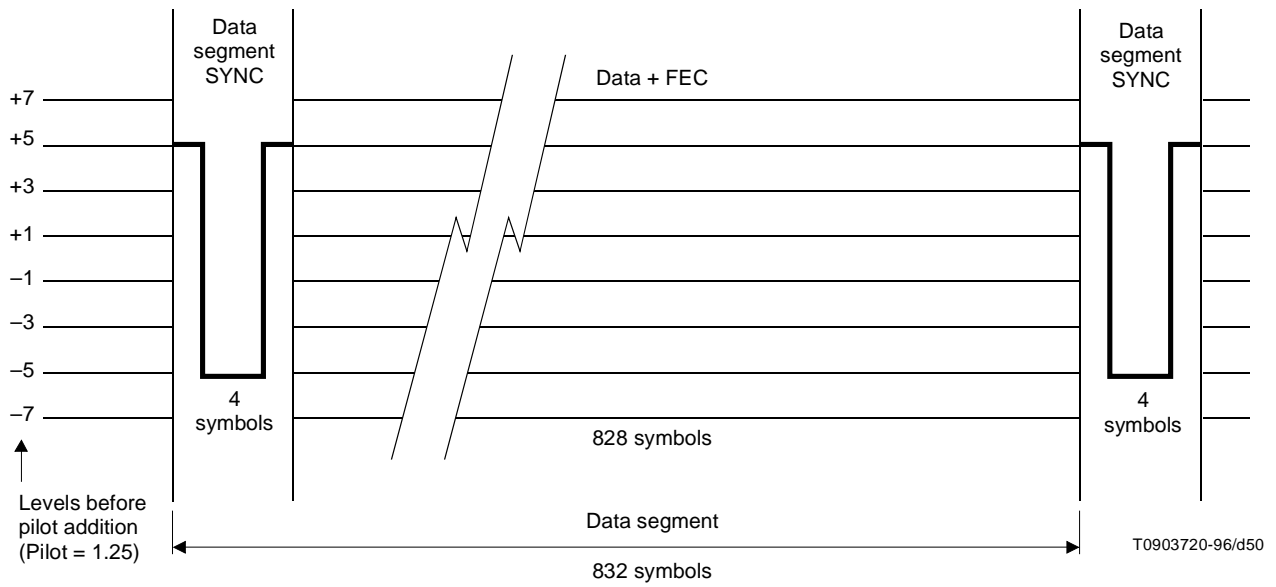 Data
segment
SYNC
Data + FEC
Data
segment
SYNC
+7
+5
+3
+1
–1
–3
–5
–7
4
symbols
828 symbols
4
symbols
Levels before
pilot addition
(Pilot = 1.25)
Data segment
832 symbols
T0903720-96/d50